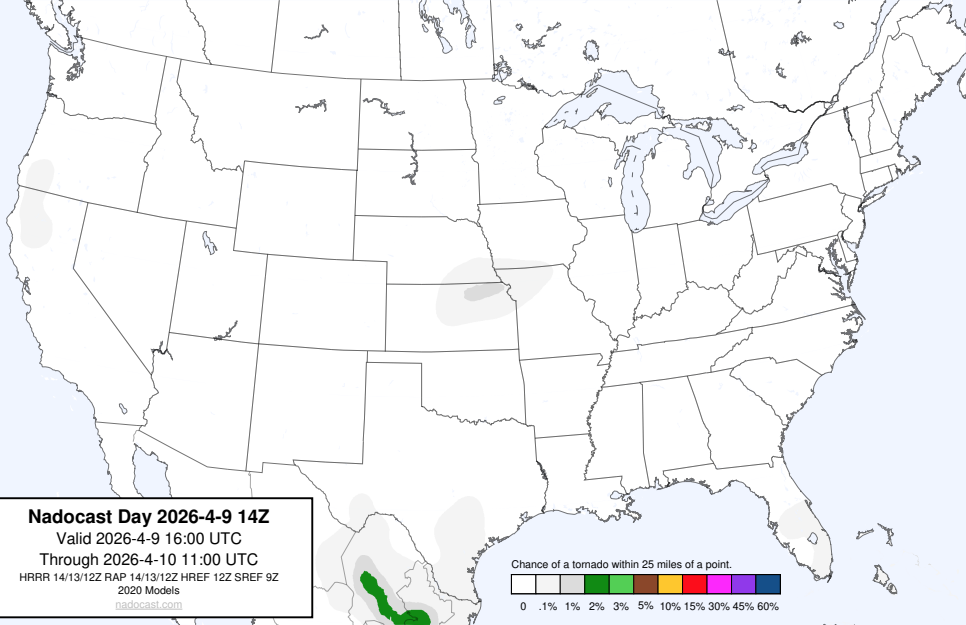 Nadocast Day 2026-4-9 14Z
Valid 2026-4-9 16:00 UTC
Through 2026-4-10 11:00 UTC
HRRR 14/13/12Z RAP 14/13/12Z HREF 12Z SREF 9Z
2020 Models
nadocast.com
Chance of a tornado within 25 miles of a point.
0 .1% 1% 2% 3% 5% 10% 15% 30% 45% 60%